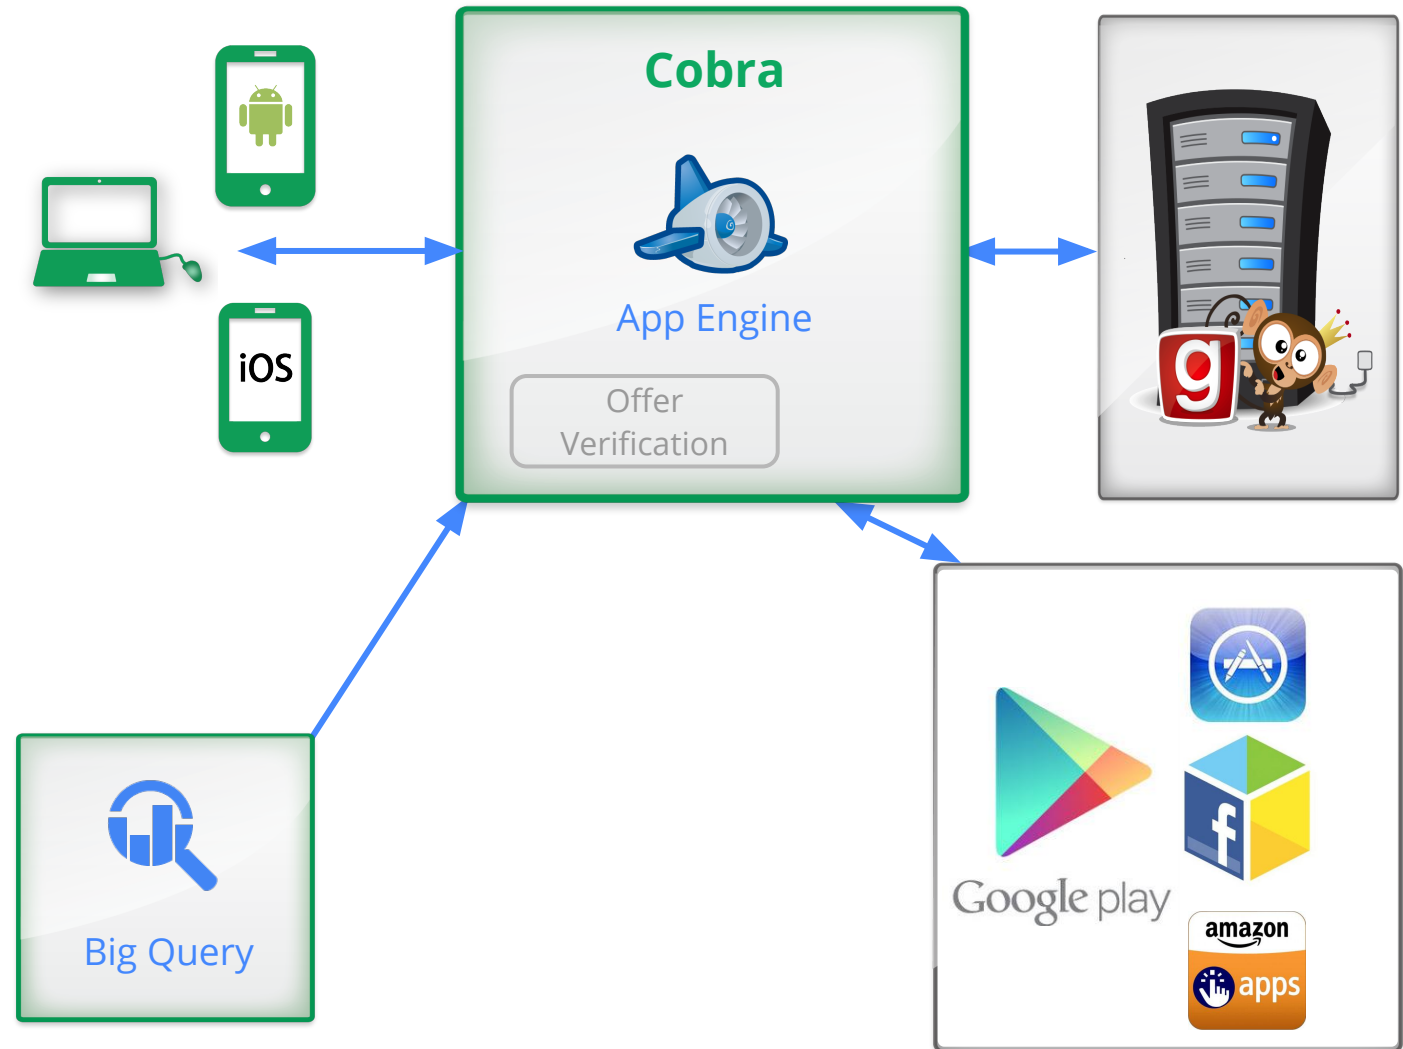 Cobra
App Engine
Offer
Verification
iOS
g
f
Google play
amazon
apps
Big Query